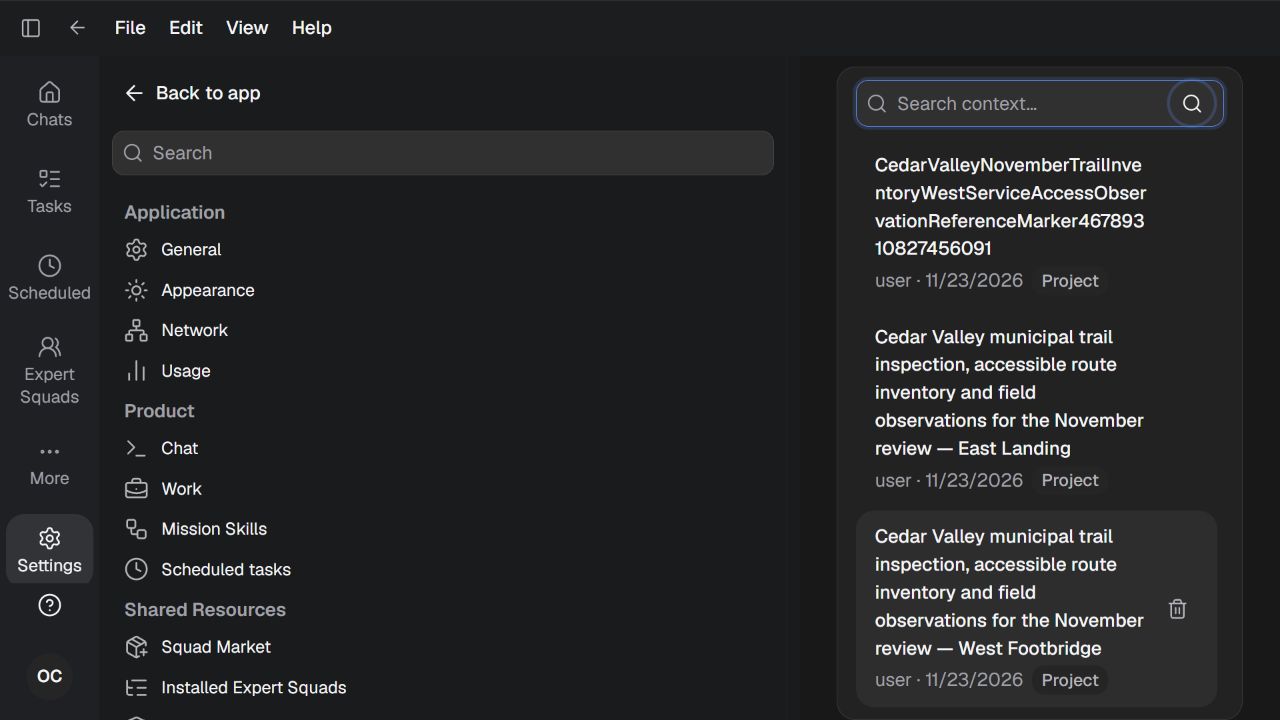 File Edit View Help
Chats
Tasks
Scheduled
Expert
Squads
More
Settings
OC
Back to app
Search
Application
General
Appearance
Network
Usage
Product
Chat
Work
Mission Skills
Scheduled tasks
Shared Resources
Squad Market
Installed Expert Squads
Search context...
CedarValleyNovemberTrailInve
ntoryWestServiceAccessObser
vationReferenceMarker467893
10827456091
user · 11/23/2026 Project
Cedar Valley municipal trail
inspection, accessible route
inventory and field
observations for the November
review — East Landing
user · 11/23/2026 Project
Cedar Valley municipal trail
inspection, accessible route
inventory and field
observations for the November
review — West Footbridge
user · 11/23/2026 Project